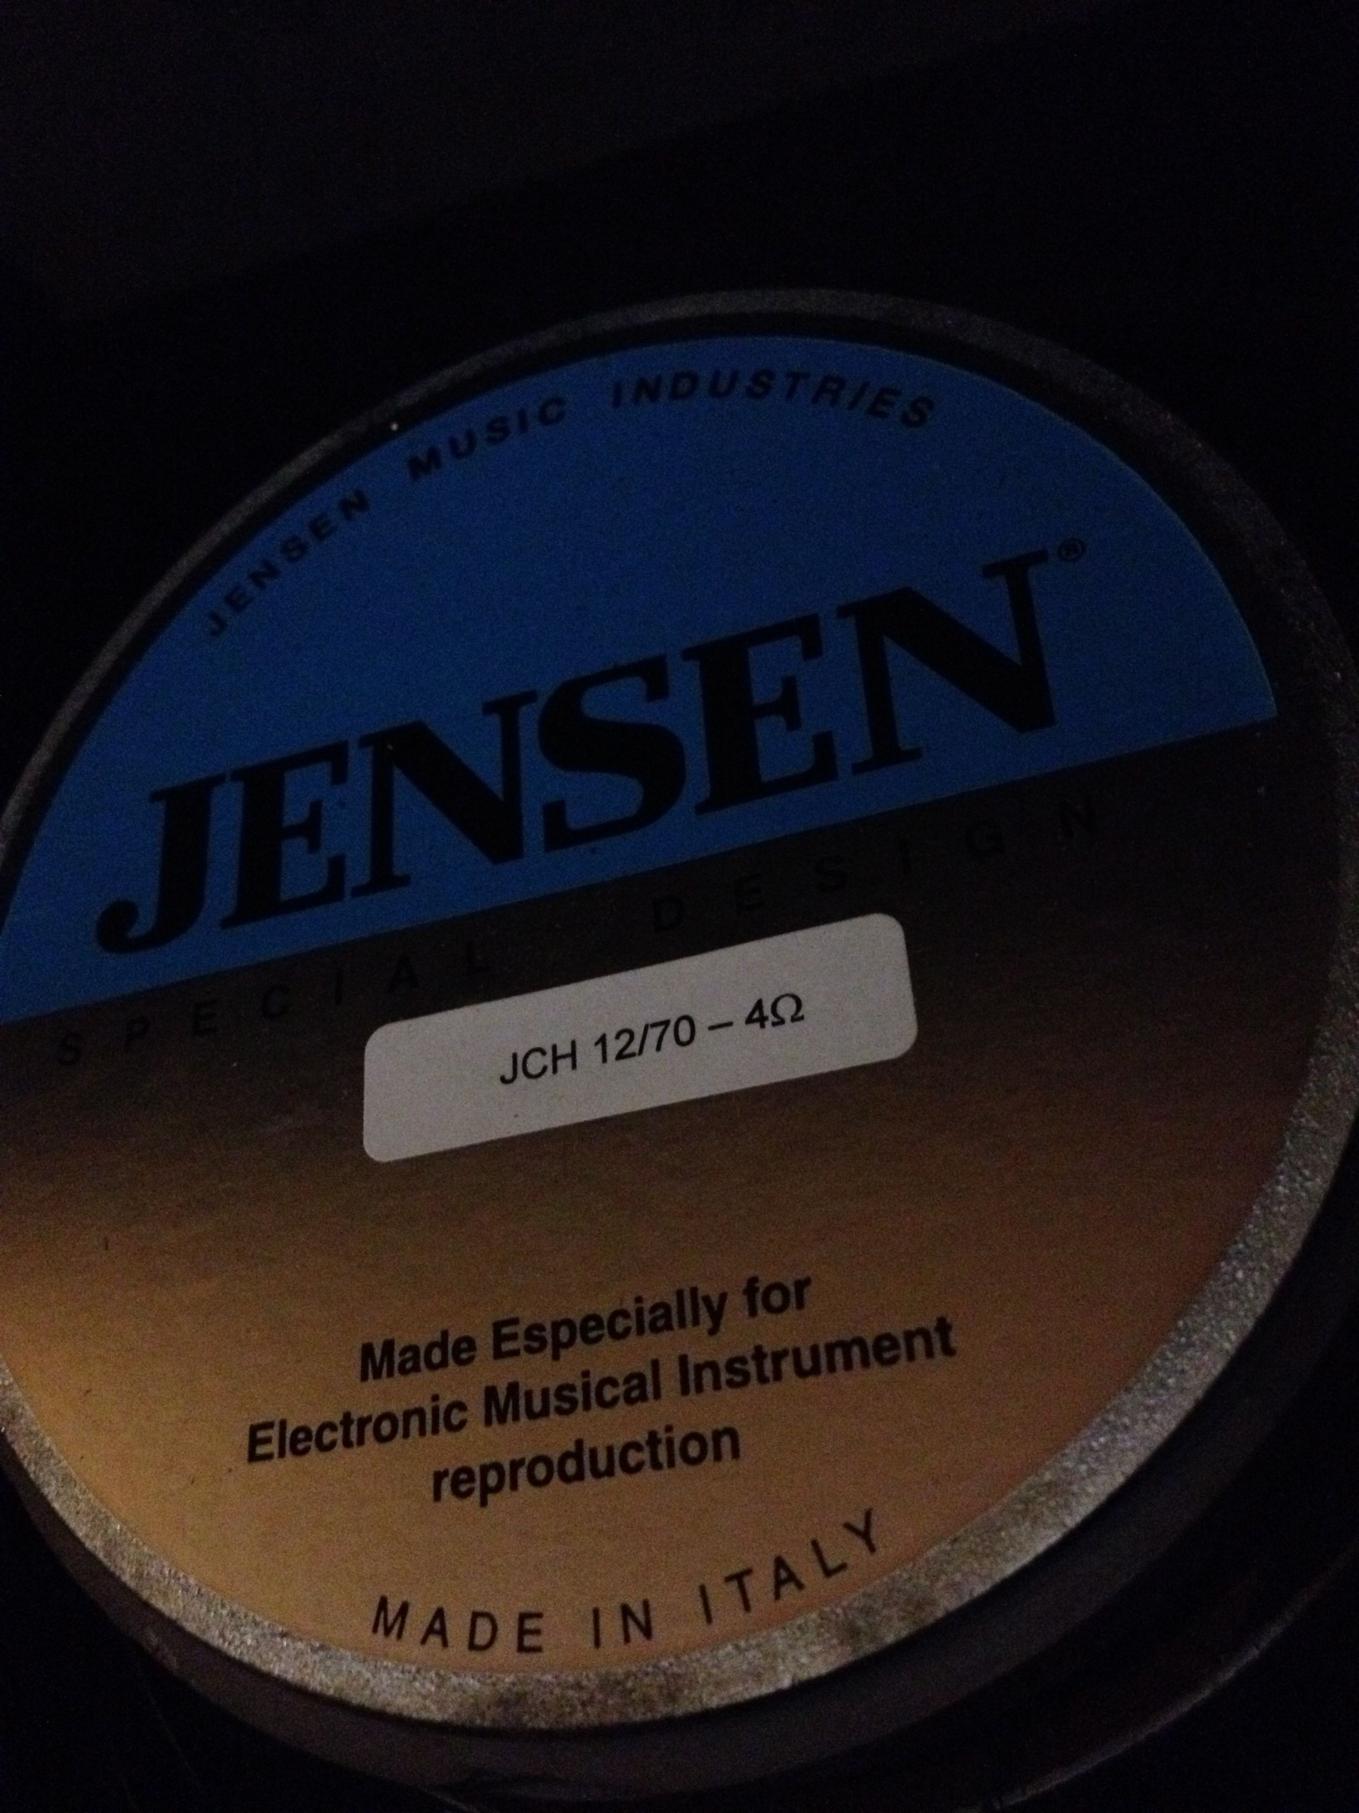 JENSEN MUSIC INDUSTRIES
JENSEN®
SPECIAL DESIGN
JCH 12/70 – 4Ω
Made Especially for
Electronic Musical Instrument
reproduction
MADE IN ITALY